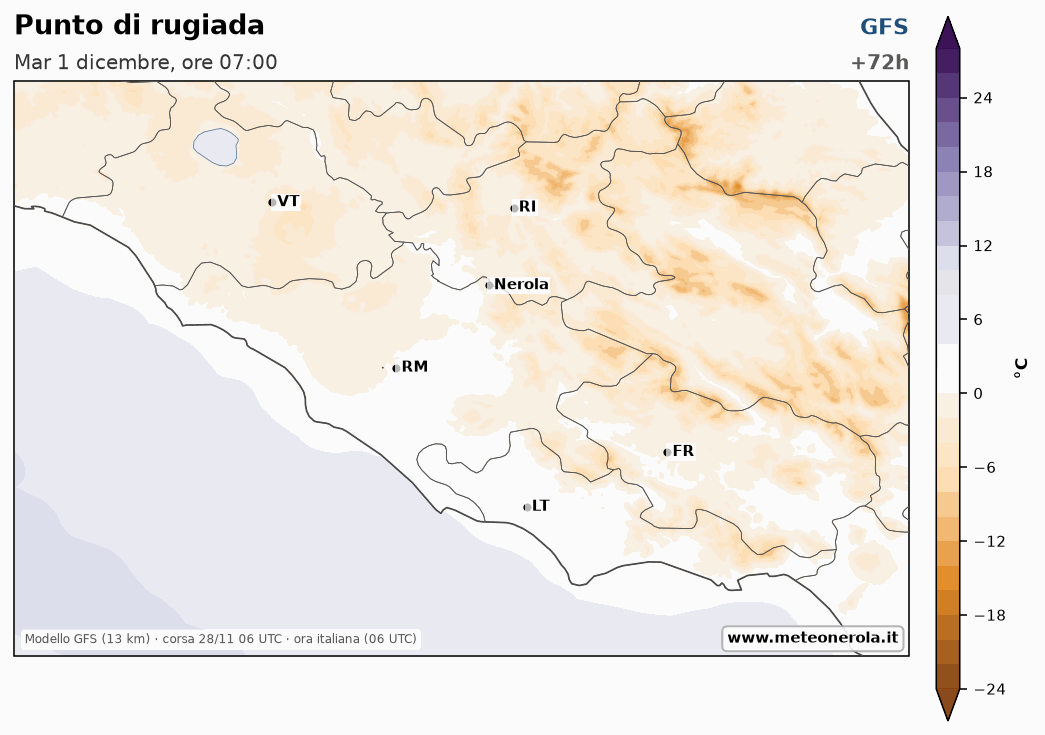 Punto di rugiada
GFS
Mar 1 dicembre, ore 07:00
+72h
VT
RI
Nerola
RM
FR
LT
24
18
12
6
0
−6
−12
−18
−24
°C
Modello GFS (13 km) · corsa 28/11 06 UTC · ora italiana (06 UTC)
www.meteonerola.it